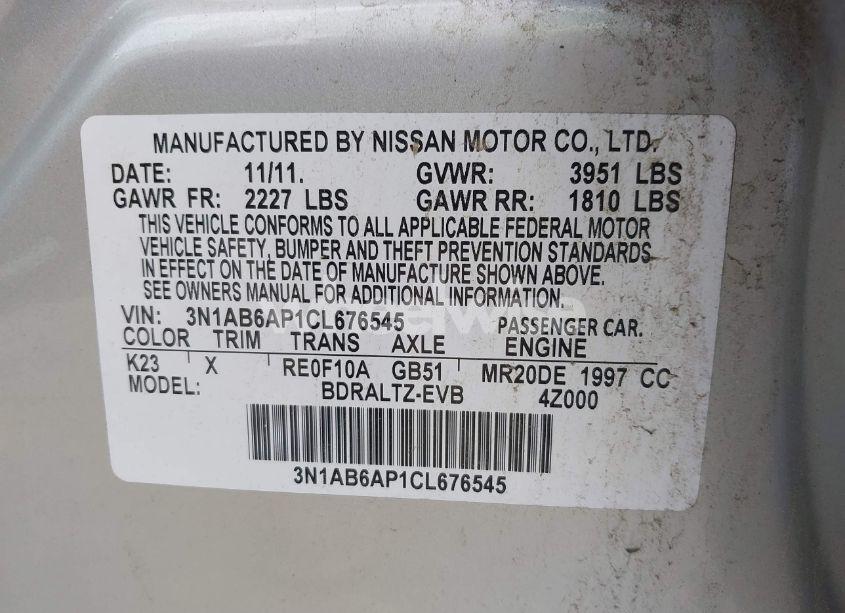 MANUFACTURED BY NISSAN MOTOR CO., LTD.
DATE: 11/11. GVWR: 3951 LBS
GAWR FR: 2227 LBS GAWR RR: 1810 LBS
THIS VEHICLE CONFORMS TO ALL APPLICABLE FEDERAL MOTOR
VEHICLE SAFETY, BUMPER AND THEFT PREVENTION STANDARDS
IN EFFECT ON THE DATE OF MANUFACTURE SHOWN ABOVE.
SEE OWNERS MANUAL FOR ADDITIONAL INFORMATION.
VIN: 3N1AB6AP1CL676545 PASSENGER CAR.
COLOR TRIM TRANS AXLE ENGINE
K23 X RE0F10A GB51 MR20DE 1997 CC
MODEL: BDRALTZ-EVB 4Z000
3N1AB6AP1CL676545